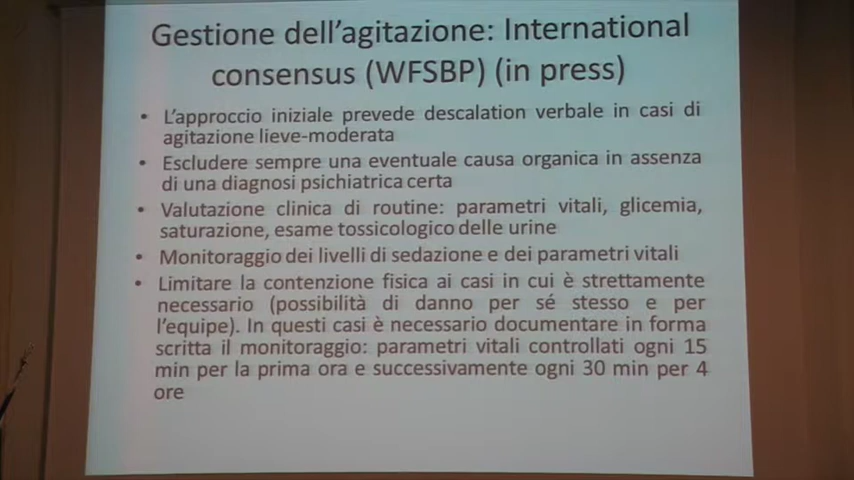 Gestione dell'agitazione: International
consensus (WFSBP) (in press)
• L'approccio iniziale prevede descalation verbale in casi di
agitazione lieve-moderata
• Escludere sempre una eventuale causa organica in assenza
di una diagnosi psichiatrica certa
• Valutazione clinica di routine: parametri vitali, glicemia,
saturazione, esame tossicologico delle urine
• Monitoraggio dei livelli di sedazione e dei parametri vitali
• Limitare la contenzione fisica ai casi in cui è strettamente
necessario (possibilità di danno per sé stesso e per
l'equipe). In questi casi è necessario documentare in forma
scritta il monitoraggio: parametri vitali controllati ogni 15
min per la prima ora e successivamente ogni 30 min per 4
ore